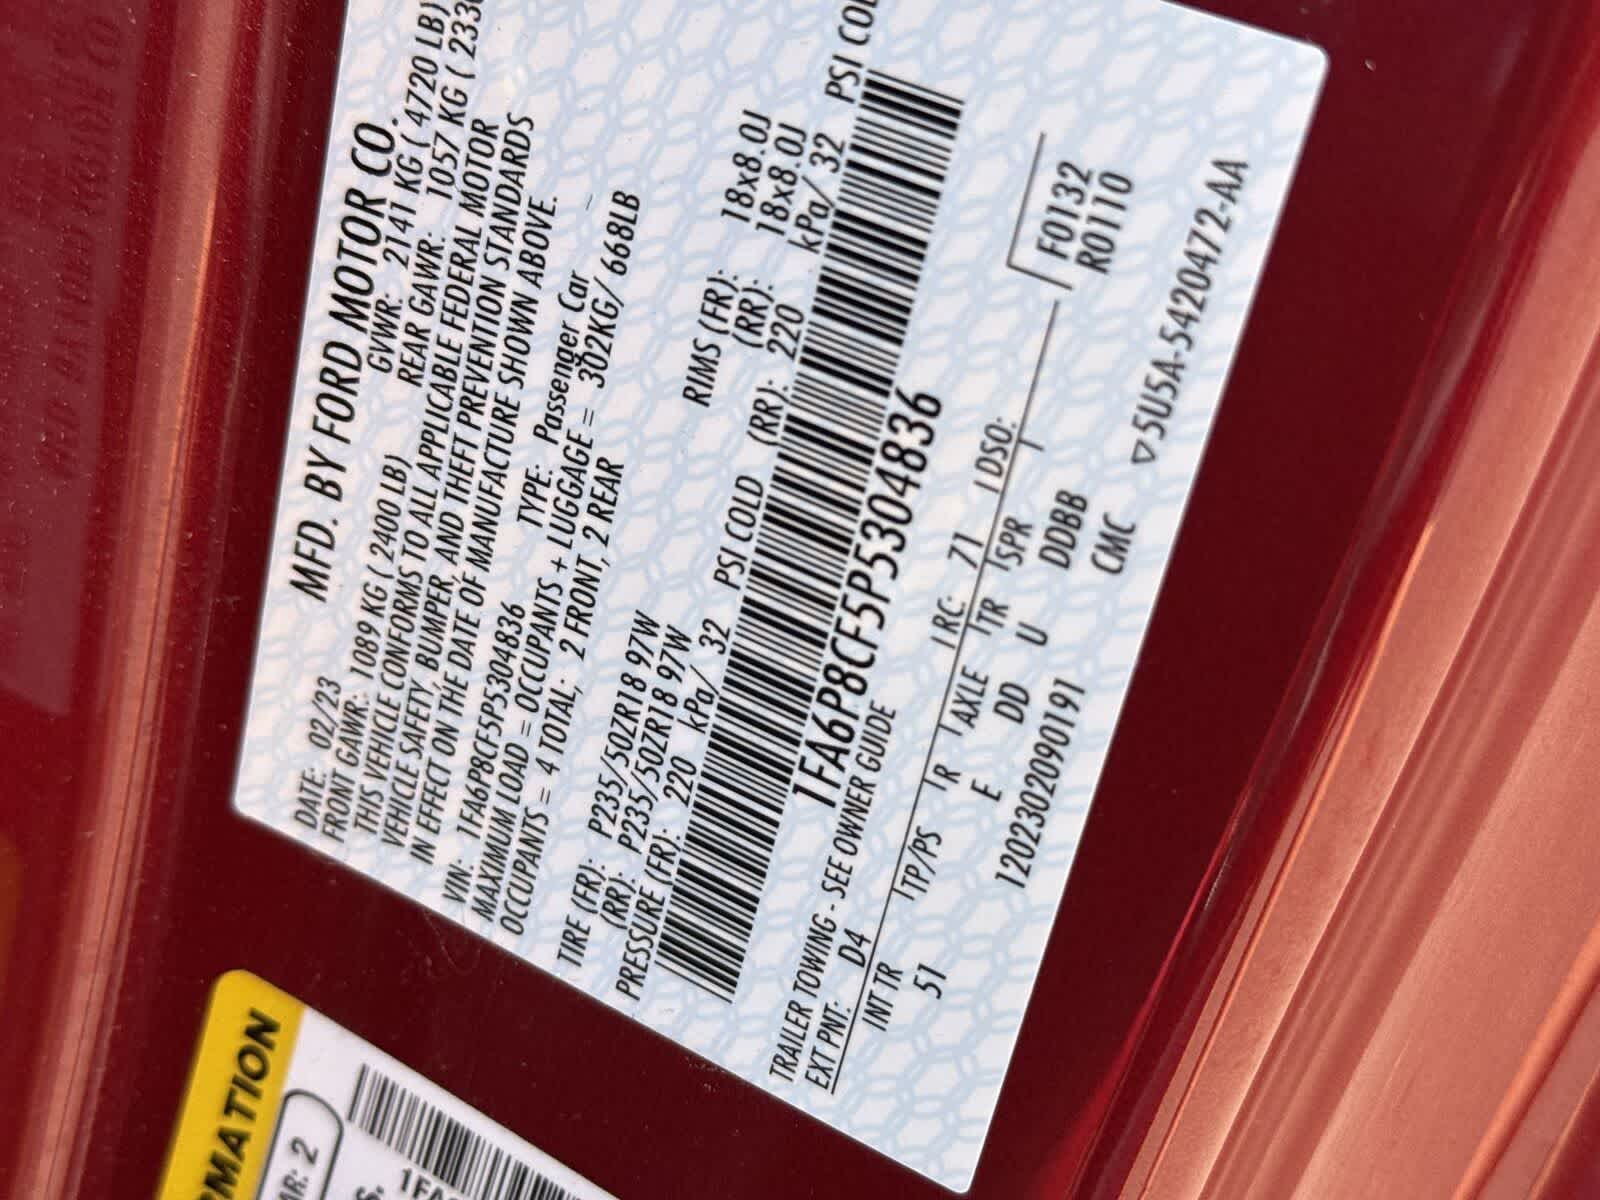 MFD. BY FORD MOTOR CO.
DATE: 02/23 GVWR: 2141 KG ( 4720 LB)
FRONT GAWR: 1089 KG ( 2400 LB) REAR GAWR: 1057 KG ( 233
THIS VEHICLE CONFORMS TO ALL APPLICABLE FEDERAL MOTOR
VEHICLE SAFETY, BUMPER, AND THEFT PREVENTION STANDARDS
IN EFFECT ON THE DATE OF MANUFACTURE SHOWN ABOVE.
VIN: 1FA6P8CF5P5304836 TYPE: Passenger Car
MAXIMUM LOAD = OCCUPANTS + LUGGAGE = 302KG/ 668LB
OCCUPANTS = 4 TOTAL; 2 FRONT, 2 REAR
TIRE (FR): P235/50ZR18 97W RIMS (FR): 18x8.0J
(RR): P235/50ZR18 97W (RR): 18x8.0J
PRESSURE (FR): 220 kPa/ 32 PSI COLD (RR): 220 kPa/ 32 PSI COL
1FA6P8CF5P5304836
TRAILER TOWING - SEE OWNER GUIDE
EXT PNT: D4 RC: 71 DSO:
INT TR TP/PS R AXLE TR SPR
51 E DD U DDBB
F0132
R0110
1202302090191 CMC
▽5U5A-5420472-AA
RMATION
AR: 2
S.
1FA